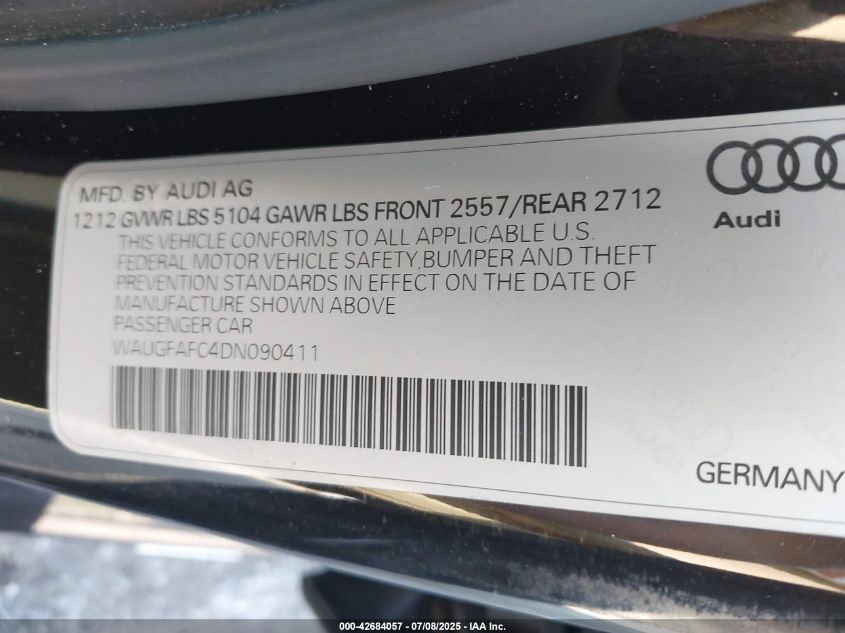 MFD. BY AUDI AG
1212 GVWR LBS 5104 GAWR LBS FRONT 2557/REAR 2712
THIS VEHICLE CONFORMS TO ALL APPLICABLE U.S.
FEDERAL MOTOR VEHICLE SAFETY,BUMPER AND THEFT
PREVENTION STANDARDS IN EFFECT ON THE DATE OF
MANUFACTURE SHOWN ABOVE
PASSENGER CAR
WAUGFAFC4DN090411
Audi
GERMANY
000-42684057 - 07/08/2025 - IAA Inc.